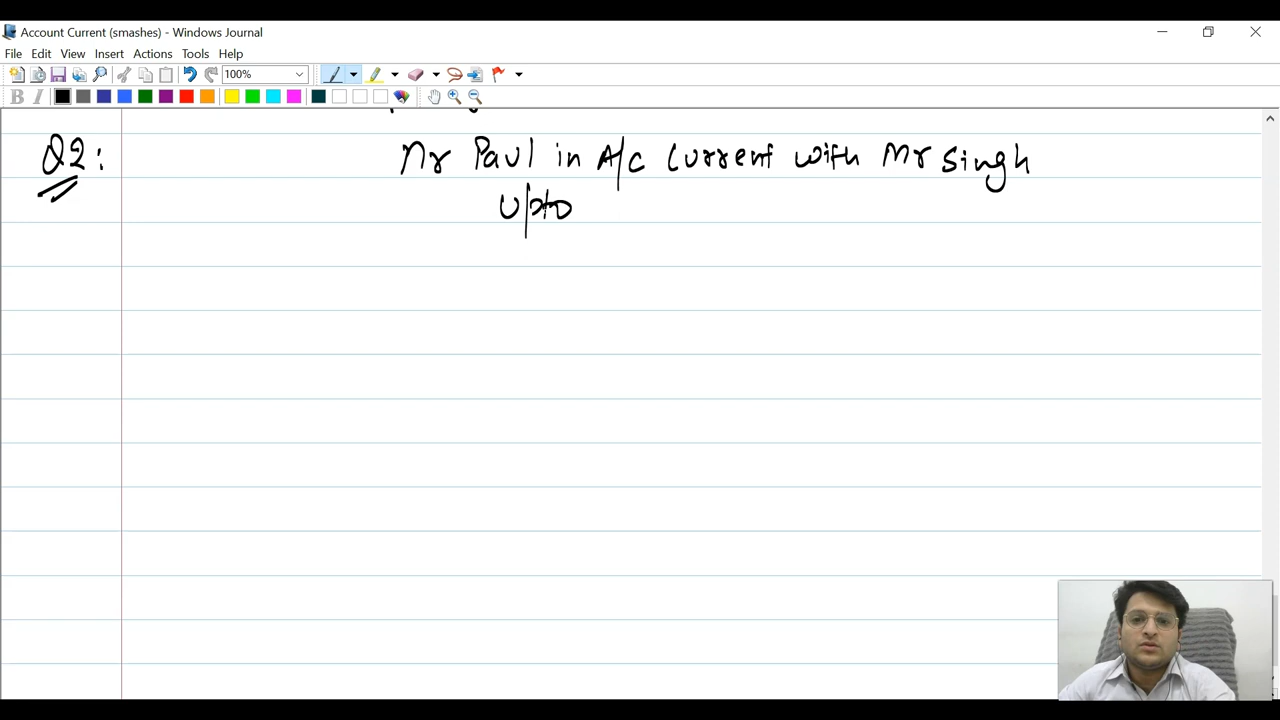 Account Current (smashes) - Windows Journal
File Edit View Insert Actions Tools Help
100%
B I
Q2: Mr Paul in A/c Current with Mr Singh
Upto